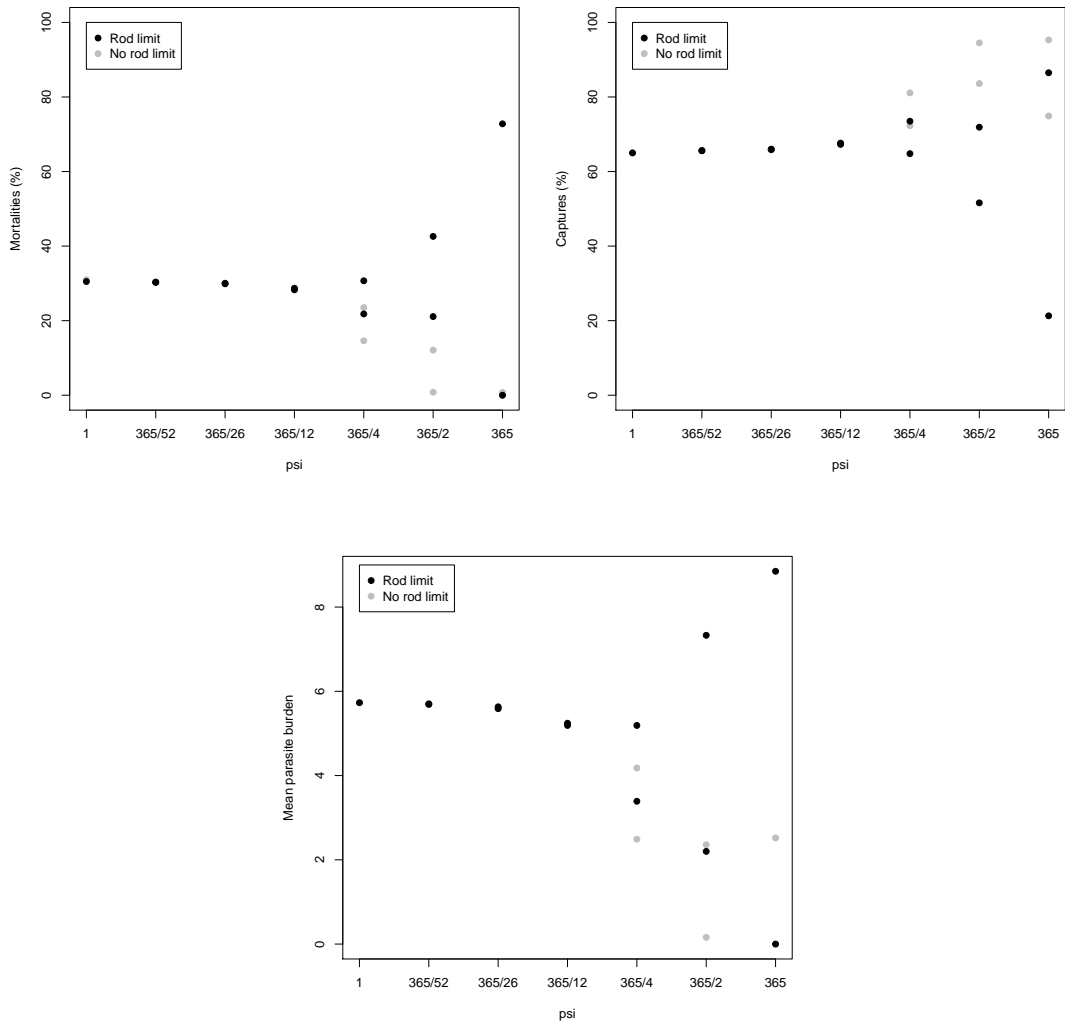 Mortalities (%)
100
80
60
40
20
0
Rod limit
No rod limit
1 365/52 365/26 365/12 365/4 365/2 365
psi
Captures (%)
100
80
60
40
20
0
Rod limit
No rod limit
1 365/52 365/26 365/12 365/4 365/2 365
psi
Mean parasite burden
8
6
4
2
0
Rod limit
No rod limit
1 365/52 365/26 365/12 365/4 365/2 365
psi